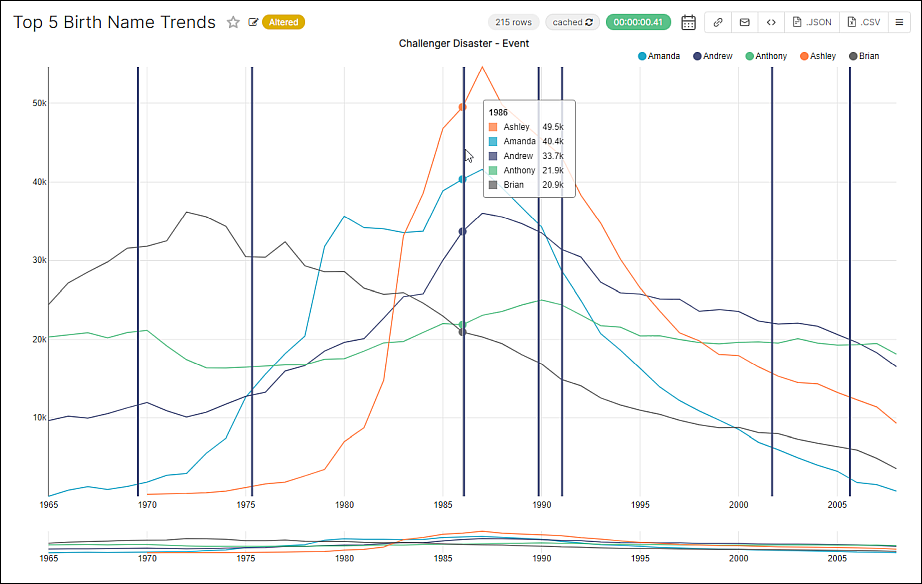 Top 5 Birth Name Trends Altered 215 rows cached 00:00:00.41 .JSON .CSV
Challenger Disaster - Event
Amanda Andrew Anthony Ashley Brian
50k
40k
30k
20k
10k
1986
Ashley 49.5k
Amanda 40.4k
Andrew 33.7k
Anthony 21.9k
Brian 20.9k
1965 1970 1975 1980 1985 1990 1995 2000 2005
1965 1970 1975 1980 1985 1990 1995 2000 2005